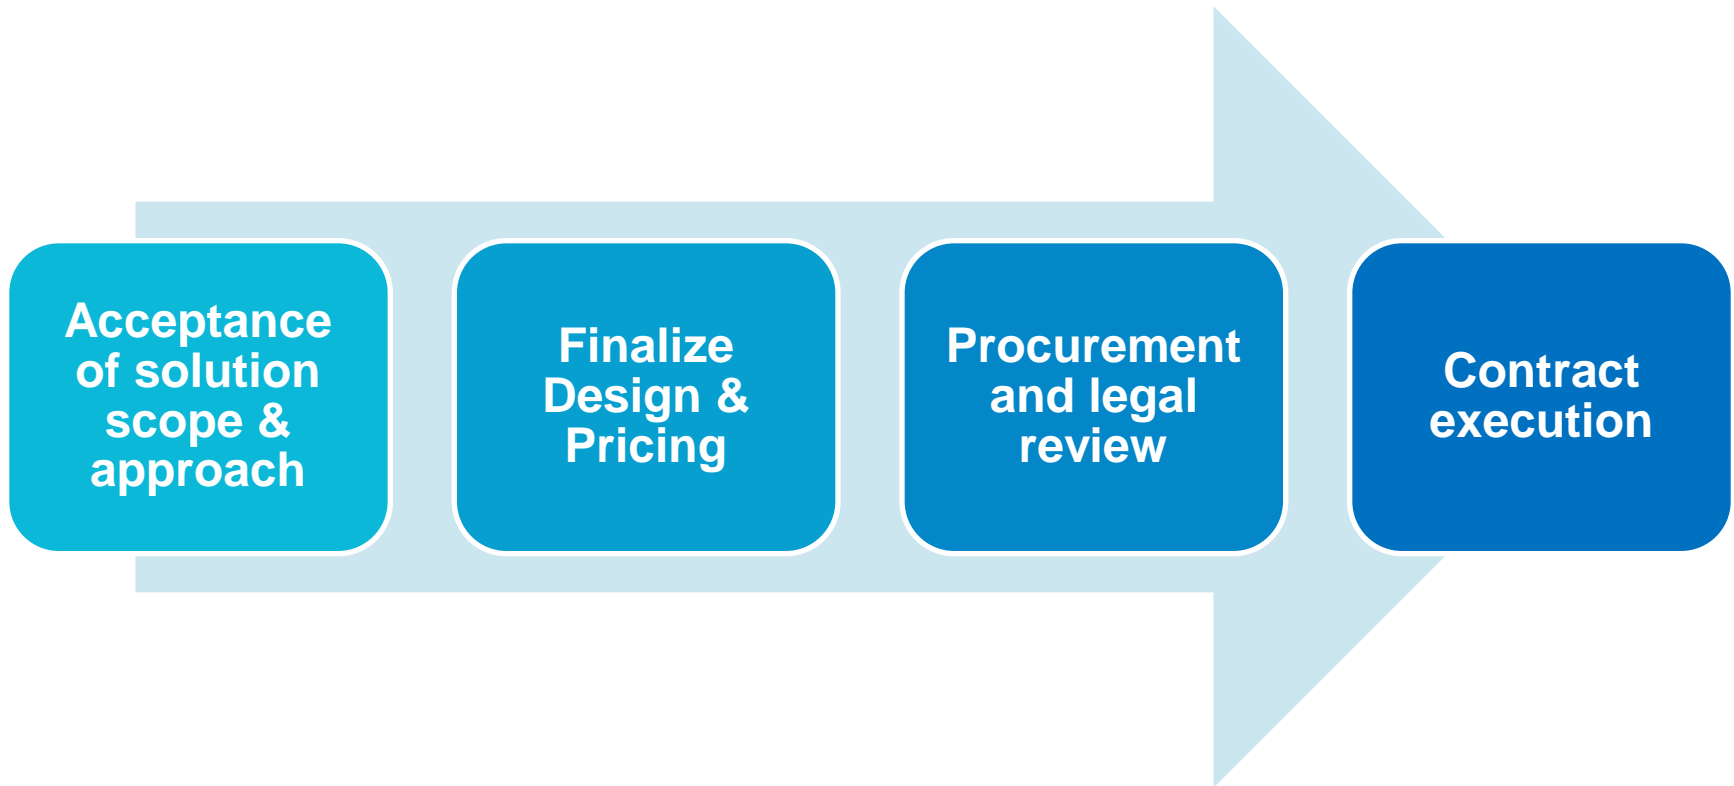 Acceptance
of solution
scope &
approach
Finalize
Design &
Pricing
Procurement
and legal
review
Contract
execution